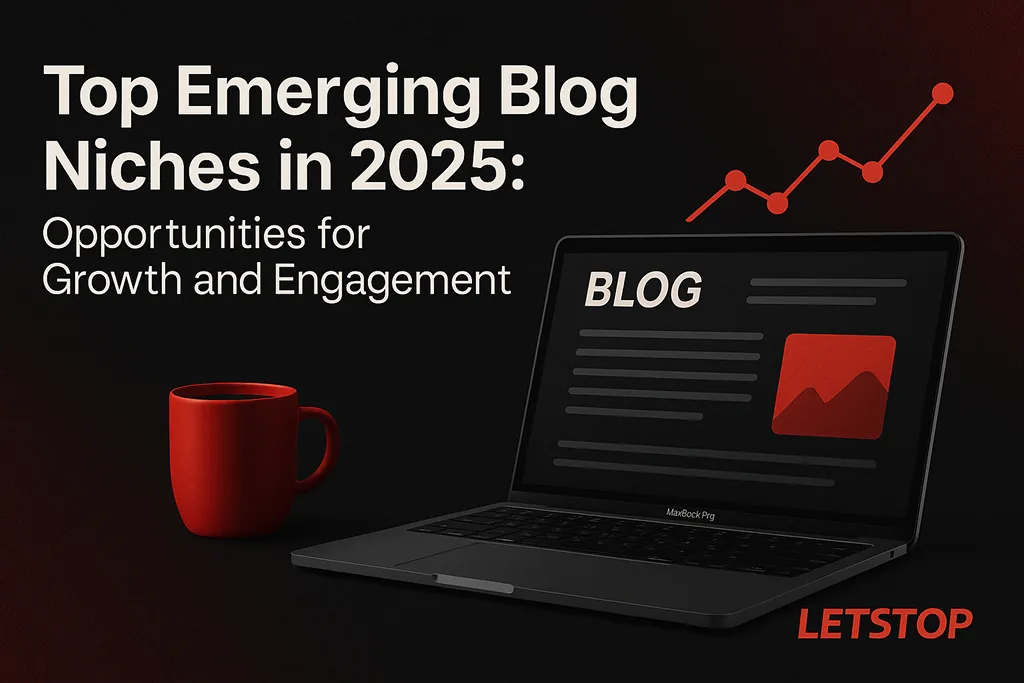 Top Emerging Blog
Niches in 2025:
Opportunities for
Growth and Engagement
BLOG
MaxBock Prg
LETSTOP